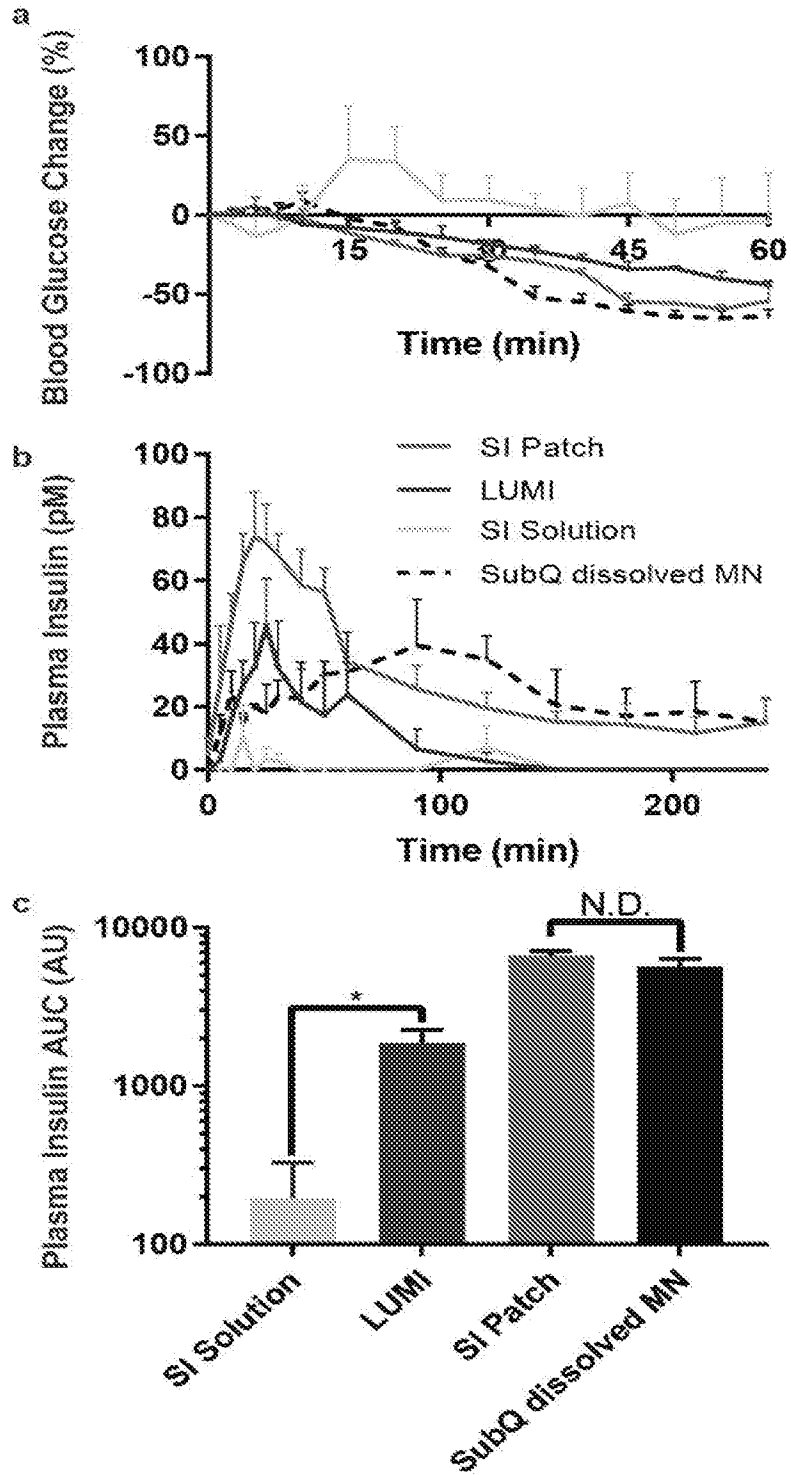 a
Blood Glucose Change (%)
100
50
0
-50
-100
15
30
45
60
Time (min)
b
Plasma Insulin (pM)
100
80
60
40
20
0
SI Patch
LUMI
SI Solution
SubQ dissolved MN
0
100
200
Time (min)
c
Plasma Insulin AUC (AU)
10000
1000
100
*
N.D.
SI Solution
LUMI
SI Patch
SubQ dissolved MN